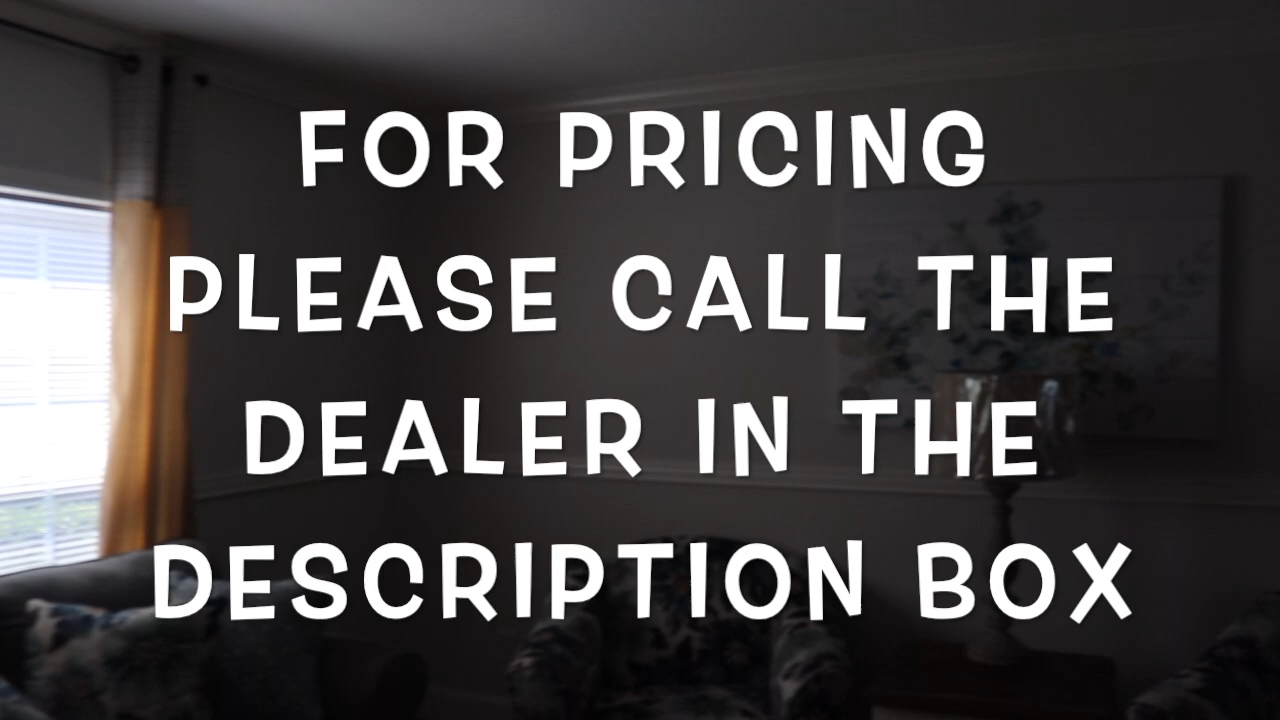 FOR PRICING
PLEASE CALL THE
DEALER IN THE
DESCRIPTION BOX